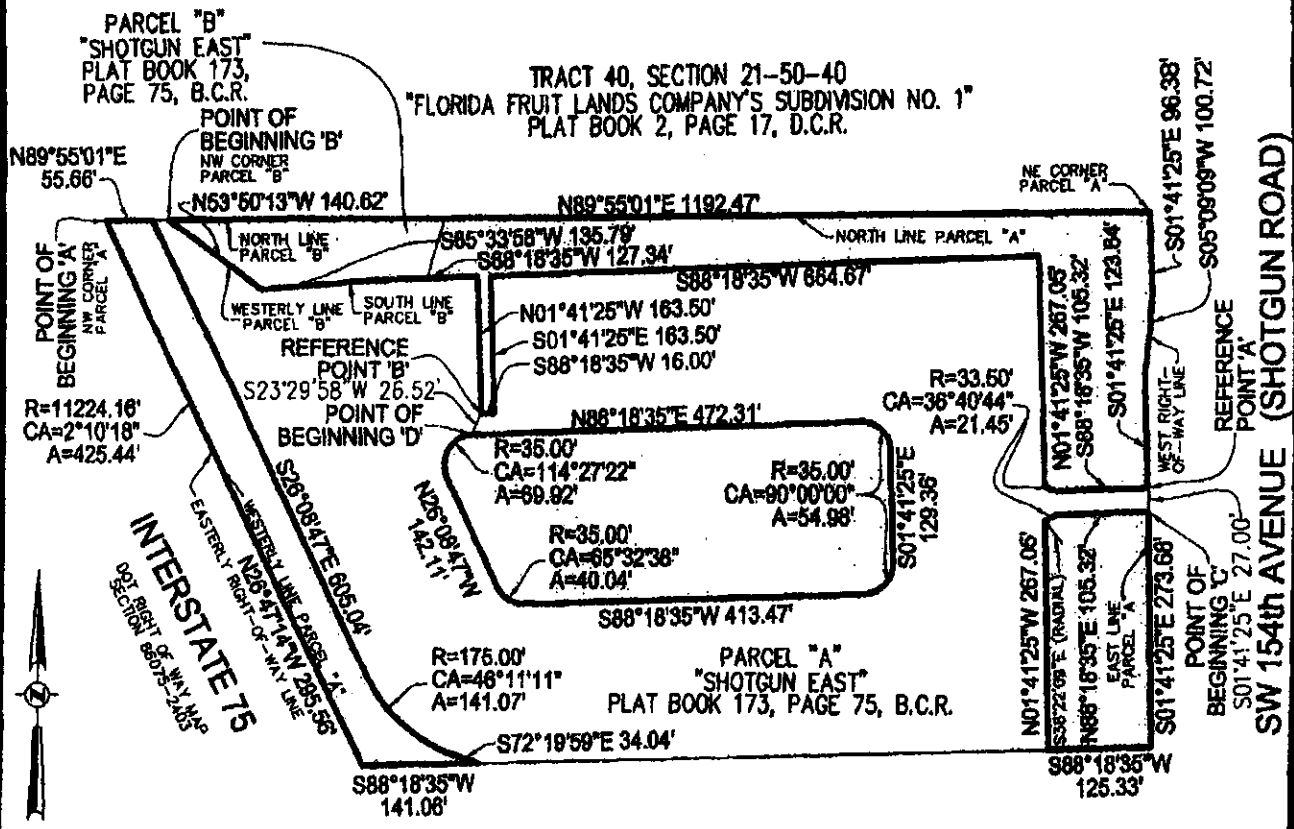 PARCEL "B"
"SHOTGUN EAST"
PLAT BOOK 173,
PAGE 75, B.C.R.
TRACT 40, SECTION 21-50-40
"FLORIDA FRUIT LANDS COMPANY'S SUBDIVISION NO. 1"
PLAT BOOK 2, PAGE 17, D.C.R.
POINT OF
BEGINNING 'B'
NW CORNER
PARCEL "B"
N89°55'01"E
55.66'
N53°50'13"W 140.62'
N89°55'01"E 1192.47'
NE CORNER
PARCEL "A"
NORTH LINE
PARCEL "B"
S65°33'58"W 135.79'
NORTH LINE PARCEL "A"
S88°18'35"W 127.34'
S88°18'35"W 664.67'
POINT OF
BEGINNING 'A'
NW CORNER
PARCEL "A"
WESTERLY LINE
PARCEL "B"
SOUTH LINE
PARCEL "B"
N01°41'25"W 163.50'
S01°41'25"E 163.50'
S88°18'35"W 16.00'
REFERENCE
POINT 'B'
S23°29'58"W 26.52'
POINT OF
BEGINNING 'D'
N88°18'35"E 472.31'
R=11224.16'
CA=2°10'18"
A=425.44'
R=35.00'
CA=114°27'22"
A=69.92'
R=35.00'
CA=90°00'00"
A=54.98'
S01°41'25"E
129.36'
R=33.50'
CA=36°40'44"
A=21.45'
N01°41'25"W 267.05'
S88°18'35"W 105.32'
S01°41'25"E 123.64'
S01°41'25"E 96.38'
S05°09'09"W 100.72'
WEST RIGHT-
OF-WAY LINE
REFERENCE
POINT 'A'
SW 154th AVENUE (SHOTGUN ROAD)
N26°08'47"W
142.11'
R=35.00'
CA=65°32'38"
A=40.04'
S88°18'35"W 413.47'
S26°08'47"E 605.04'
WESTERLY LINE PARCEL "A"
EASTERLY RIGHT-OF-WAY LINE
N26°47'14"W 295.56'
INTERSTATE 75
DOT RIGHT OF WAY MAP
SECTION 86075-2403
R=175.00'
CA=46°11'11"
A=141.07'
S72°19'59"E 34.04'
S88°18'35"W
141.06'
PARCEL "A"
"SHOTGUN EAST"
PLAT BOOK 173, PAGE 75, B.C.R.
N01°41'25"W 267.05'
(RADIAL)
N88°18'35"E 105.32'
EAST LINE
PARCEL "A"
S01°41'25"E 273.68'
POINT OF
BEGINNING 'C'
S01°41'25"E 27.00'
S88°18'35"W
125.33'